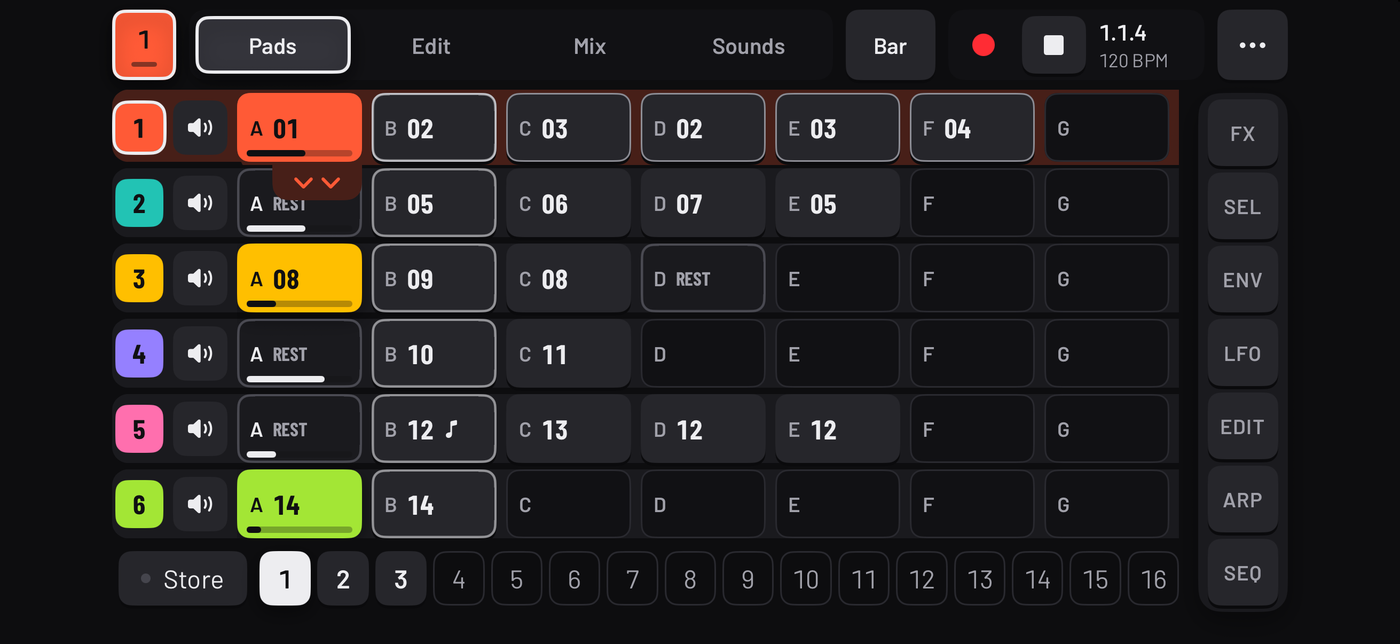 1 Pads Edit Mix Sounds Bar 1.1.4
120 BPM
1 A 01 B 02 C 03 D 02 E 03 F 04 G FX
2 A REST B 05 C 06 D 07 E 05 F G SEL
3 A 08 B 09 C 08 D REST E F G ENV
4 A REST B 10 C 11 D E F G LFO
5 A REST B 12 C 13 D 12 E 12 F G EDIT
6 A 14 B 14 C D E F G ARP
Store 1 2 3 4 5 6 7 8 9 10 11 12 13 14 15 16 SEQ